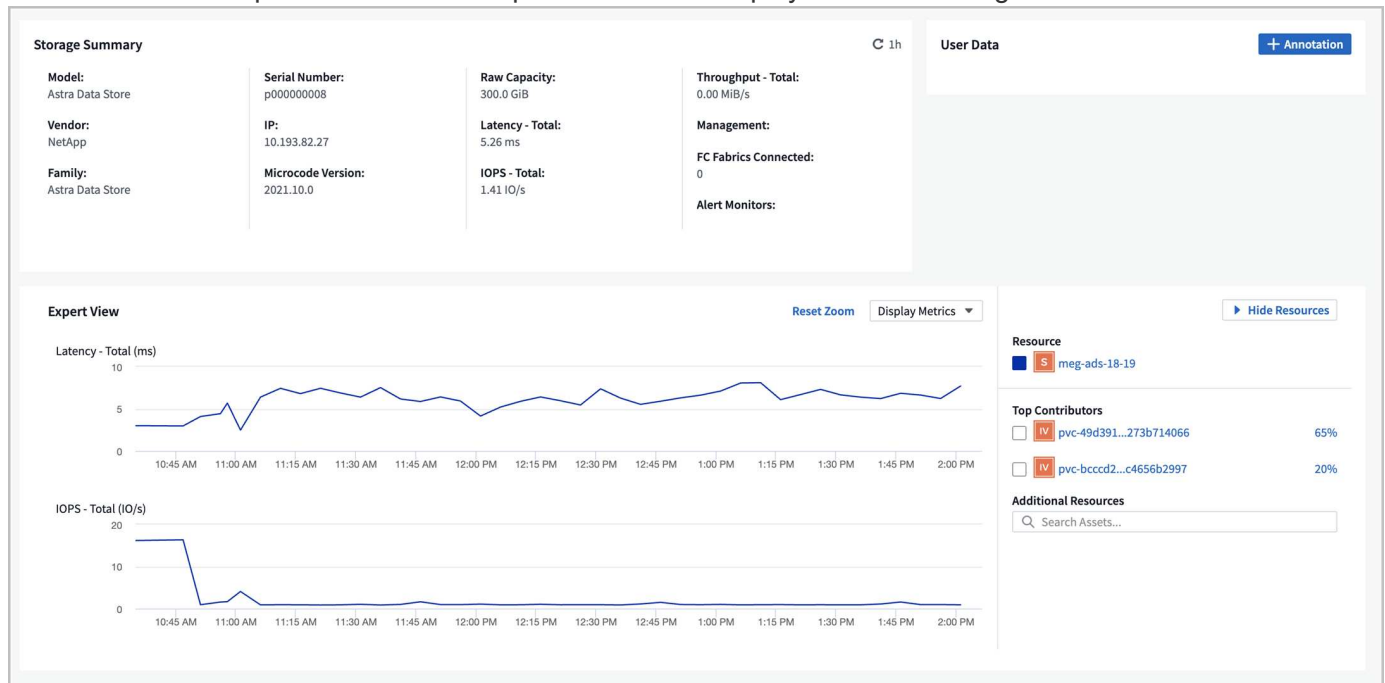 Storage Summary
1h
Model:
Astra Data Store
Vendor:
NetApp
Family:
Astra Data Store
Serial Number:
p000000008
IP:
10.193.82.27
Microcode Version:
2021.10.0
Raw Capacity:
300.0 GiB
Latency - Total:
5.26 ms
IOPS - Total:
1.41 IO/s
Throughput - Total:
0.00 MiB/s
Management:
FC Fabrics Connected:
0
Alert Monitors:
User Data
+ Annotation
Expert View
Reset Zoom
Display Metrics
Latency - Total (ms)
10
5
0
10:45 AM 11:00 AM 11:15 AM 11:30 AM 11:45 AM 12:00 PM 12:15 PM 12:30 PM 12:45 PM 1:00 PM 1:15 PM 1:30 PM 1:45 PM 2:00 PM
IOPS - Total (IO/s)
20
10
0
10:45 AM 11:00 AM 11:15 AM 11:30 AM 11:45 AM 12:00 PM 12:15 PM 12:30 PM 12:45 PM 1:00 PM 1:15 PM 1:30 PM 1:45 PM 2:00 PM
Hide Resources
Resource
S meg-ads-18-19
Top Contributors
IV pvc-49d391...273b714066 65%
IV pvc-bcccd2...c4656b2997 20%
Additional Resources
Search Assets...